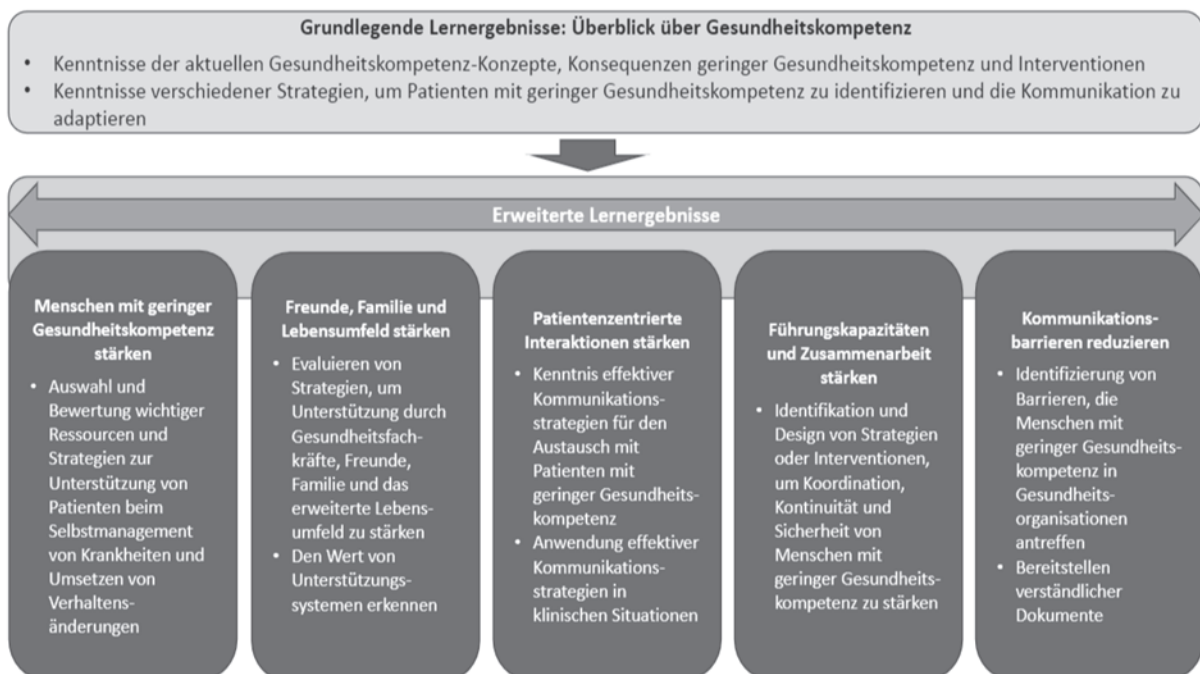 Grundlegende Lernergebnisse: Überblick über Gesundheitskompetenz
• Kenntnisse der aktuellen Gesundheitskompetenz-Konzepte, Konsequenzen geringer Gesundheitskompetenz und Interventionen
• Kenntnisse verschiedener Strategien, um Patienten mit geringer Gesundheitskompetenz zu identifizieren und die Kommunikation zu
adaptieren
Erweiterte Lernergebnisse
Menschen mit geringer
Gesundheitskompetenz
stärken
• Auswahl und
Bewertung wichtiger
Ressourcen und
Strategien zur
Unterstützung von
Patienten beim
Selbstmanagement
von Krankheiten und
Umsetzen von
Verhaltens-
änderungen
Freunde, Familie und
Lebensumfeld stärken
• Evaluieren von
Strategien, um
Unterstützung durch
Gesundheitsfach-
kräfte, Freunde,
Familie und das
erweiterte Lebens-
umfeld zu stärken
• Den Wert von
Unterstützungs-
systemen erkennen
Patientenzentrierte
Interaktionen stärken
• Kenntnis effektiver
Kommunikations-
strategien für den
Austausch mit
Patienten mit
geringer Gesundheits-
kompetenz
• Anwendung effektiver
Kommunikations-
strategien in
klinischen Situationen
Führungskapazitäten
und Zusammenarbeit
stärken
• Identifikation und
Design von Strategien
oder Interventionen,
um Koordination,
Kontinuität und
Sicherheit von
Menschen mit
geringer Gesundheits-
kompetenz zu stärken
Kommunikations-
barrieren reduzieren
• Identifizierung von
Barrieren, die
Menschen mit
geringer Gesundheits-
kompetenz in
Gesundheits-
organisationen
antreffen
• Bereitstellen
verständlicher
Dokumente